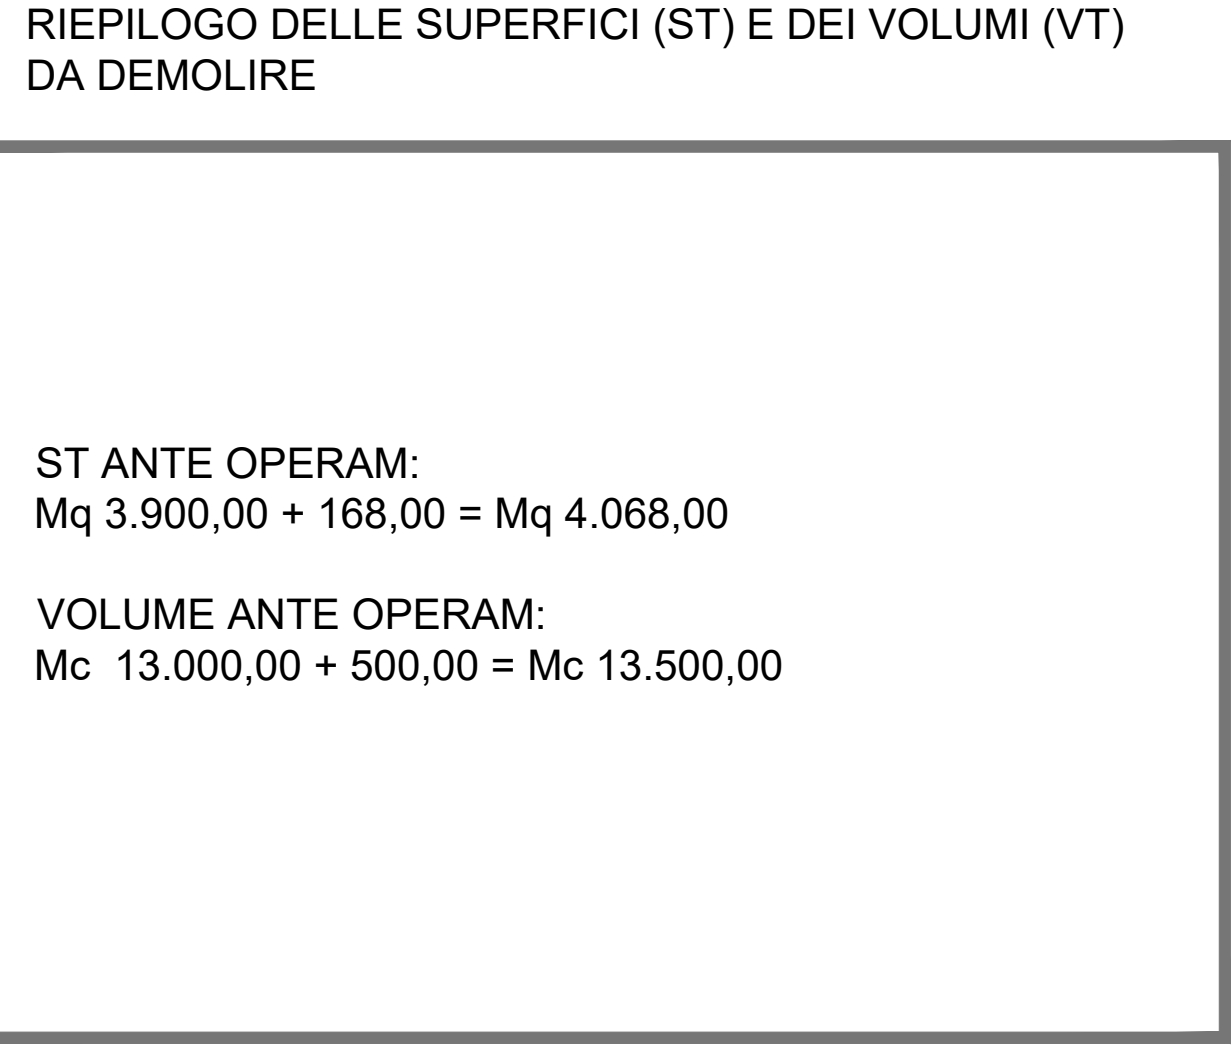 RIEPILOGO DELLE SUPERFICI (ST) E DEI VOLUMI (VT)
DA DEMOLIRE
ST ANTE OPERAM:
Mq 3.900,00 + 168,00 = Mq 4.068,00
VOLUME ANTE OPERAM:
Mc  13.000,00 + 500,00 = Mc 13.500,00